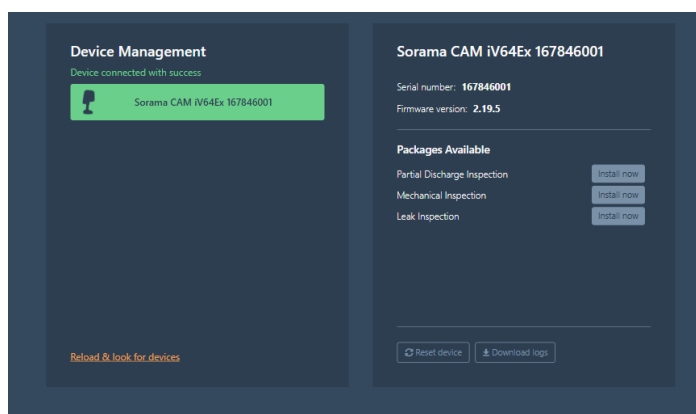 Device Management
Device connected with success
Sorama CAM iV64Ex 167846001
Reload & look for devices
Sorama CAM iV64Ex 167846001
Serial number: 167846001
Firmware version: 2.19.5
Packages Available
Partial Discharge Inspection Install now
Mechanical Inspection Install now
Leak Inspection Install now
Reset device Download logs